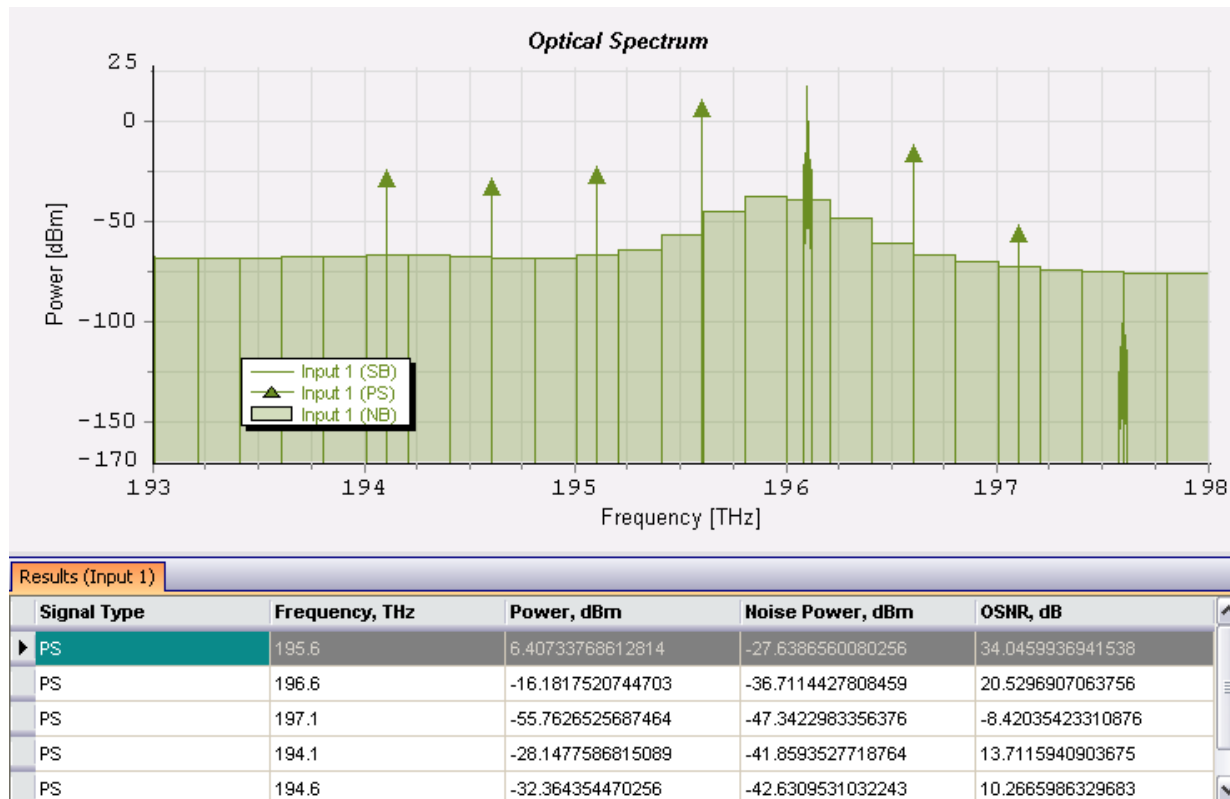 Optical Spectrum
25
0
-50
-100
-150
-170
Power [dBm]
Input 1 (SB)
Input 1 (PS)
Input 1 (NB)
193 194 195 196 197 198
Frequency [THz]
Results (Input 1)
Signal Type Frequency, THz Power, dBm Noise Power, dBm OSNR, dB
PS 195.6 6.40733768612814 -27.6386560080256 34.0459936941538
PS 196.6 -16.1817520744703 -36.7114427808459 20.5296907063756
PS 197.1 -55.7626525687464 -47.3422983356376 -8.42035423310876
PS 194.1 -28.1477586815089 -41.8593527718764 13.7115940903675
PS 194.6 -32.364354470256 -42.6309531032243 10.2665986329683